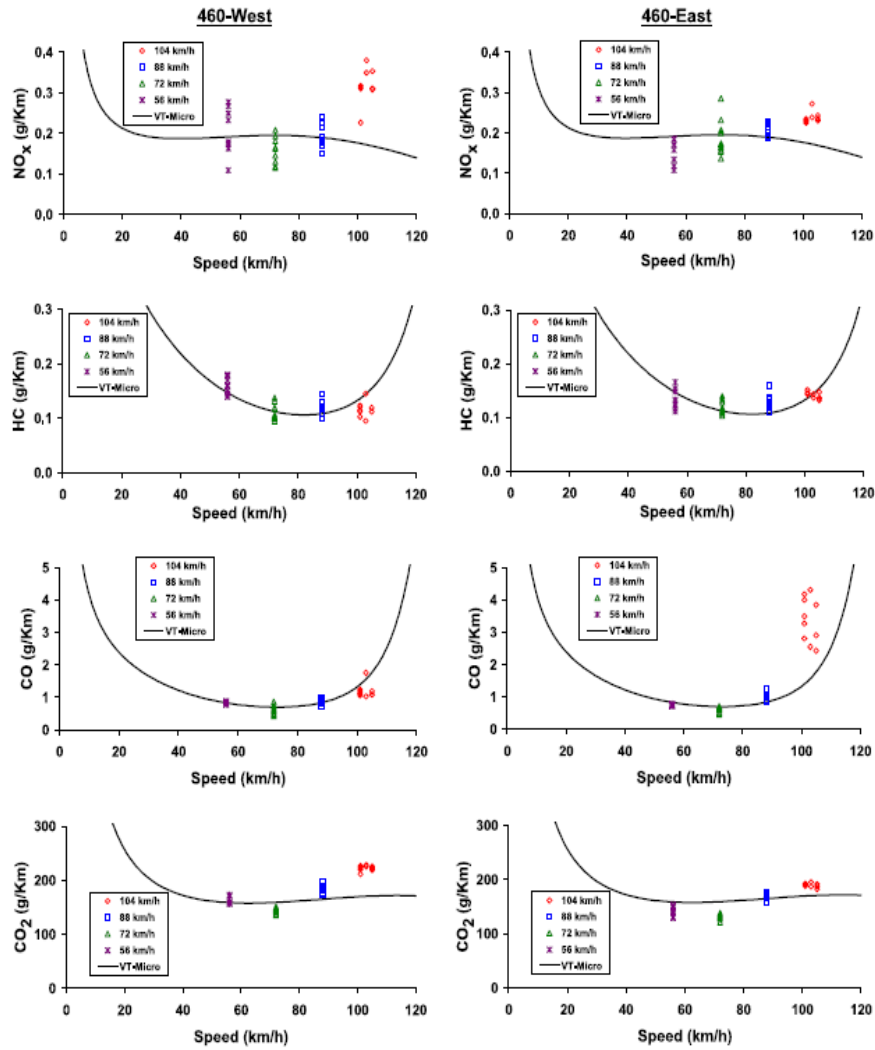 460-West
460-East
NOX (g/Km)
0,4
0,3
0,2
0,1
0,0
104 km/h
88 km/h
72 km/h
56 km/h
VT-Micro
0 20 40 60 80 100 120
Speed (km/h)
NOX (g/Km)
0,4
0,3
0,2
0,1
0,0
104 km/h
88 km/h
72 km/h
56 km/h
VT-Micro
0 20 40 60 80 100 120
Speed (km/h)
HC (g/Km)
0,3
0,2
0,1
0,0
104 km/h
88 km/h
72 km/h
56 km/h
VT-Micro
0 20 40 60 80 100 120
Speed (km/h)
HC (g/Km)
0,3
0,2
0,1
0,0
104 km/h
88 km/h
72 km/h
56 km/h
VT-Micro
0 20 40 60 80 100 120
Speed (km/h)
CO (g/Km)
5
4
3
2
1
0
104 km/h
88 km/h
72 km/h
56 km/h
VT-Micro
0 20 40 60 80 100 120
Speed (km/h)
CO (g/Km)
5
4
3
2
1
0
104 km/h
88 km/h
72 km/h
56 km/h
VT-Micro
0 20 40 60 80 100 120
Speed (km/h)
CO2 (g/Km)
300
200
100
0
104 km/h
88 km/h
72 km/h
56 km/h
VT-Micro
0 20 40 60 80 100 120
Speed (km/h)
CO2 (g/Km)
300
200
100
0
104 km/h
88 km/h
72 km/h
56 km/h
VT-Micro
0 20 40 60 80 100 120
Speed (km/h)